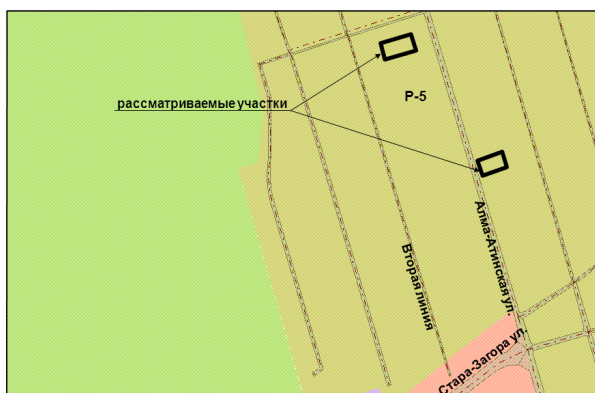 рассматриваемые участки
Р-5
Вторая линия
Алма-Атинская ул.
Стара-Загора ул.